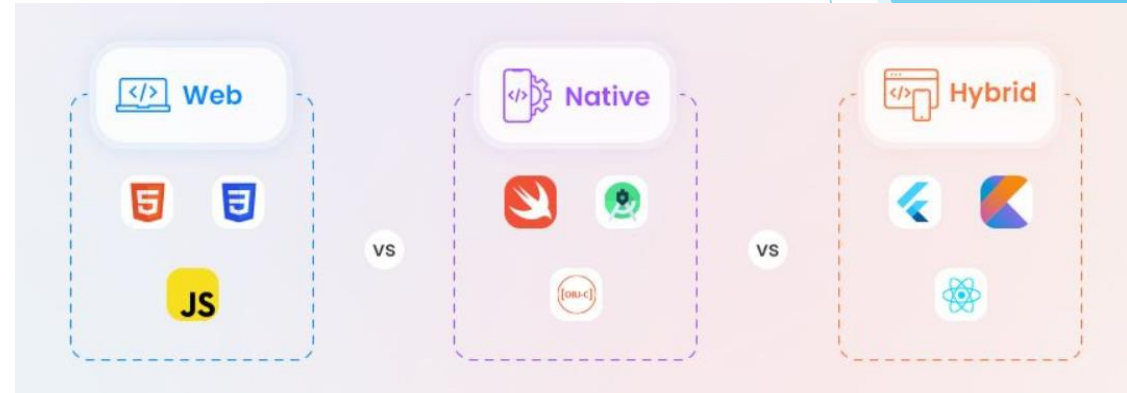 </> Web
</> Native
</> Hybrid
5
3
vs
vs
JS
[OBJ-C]